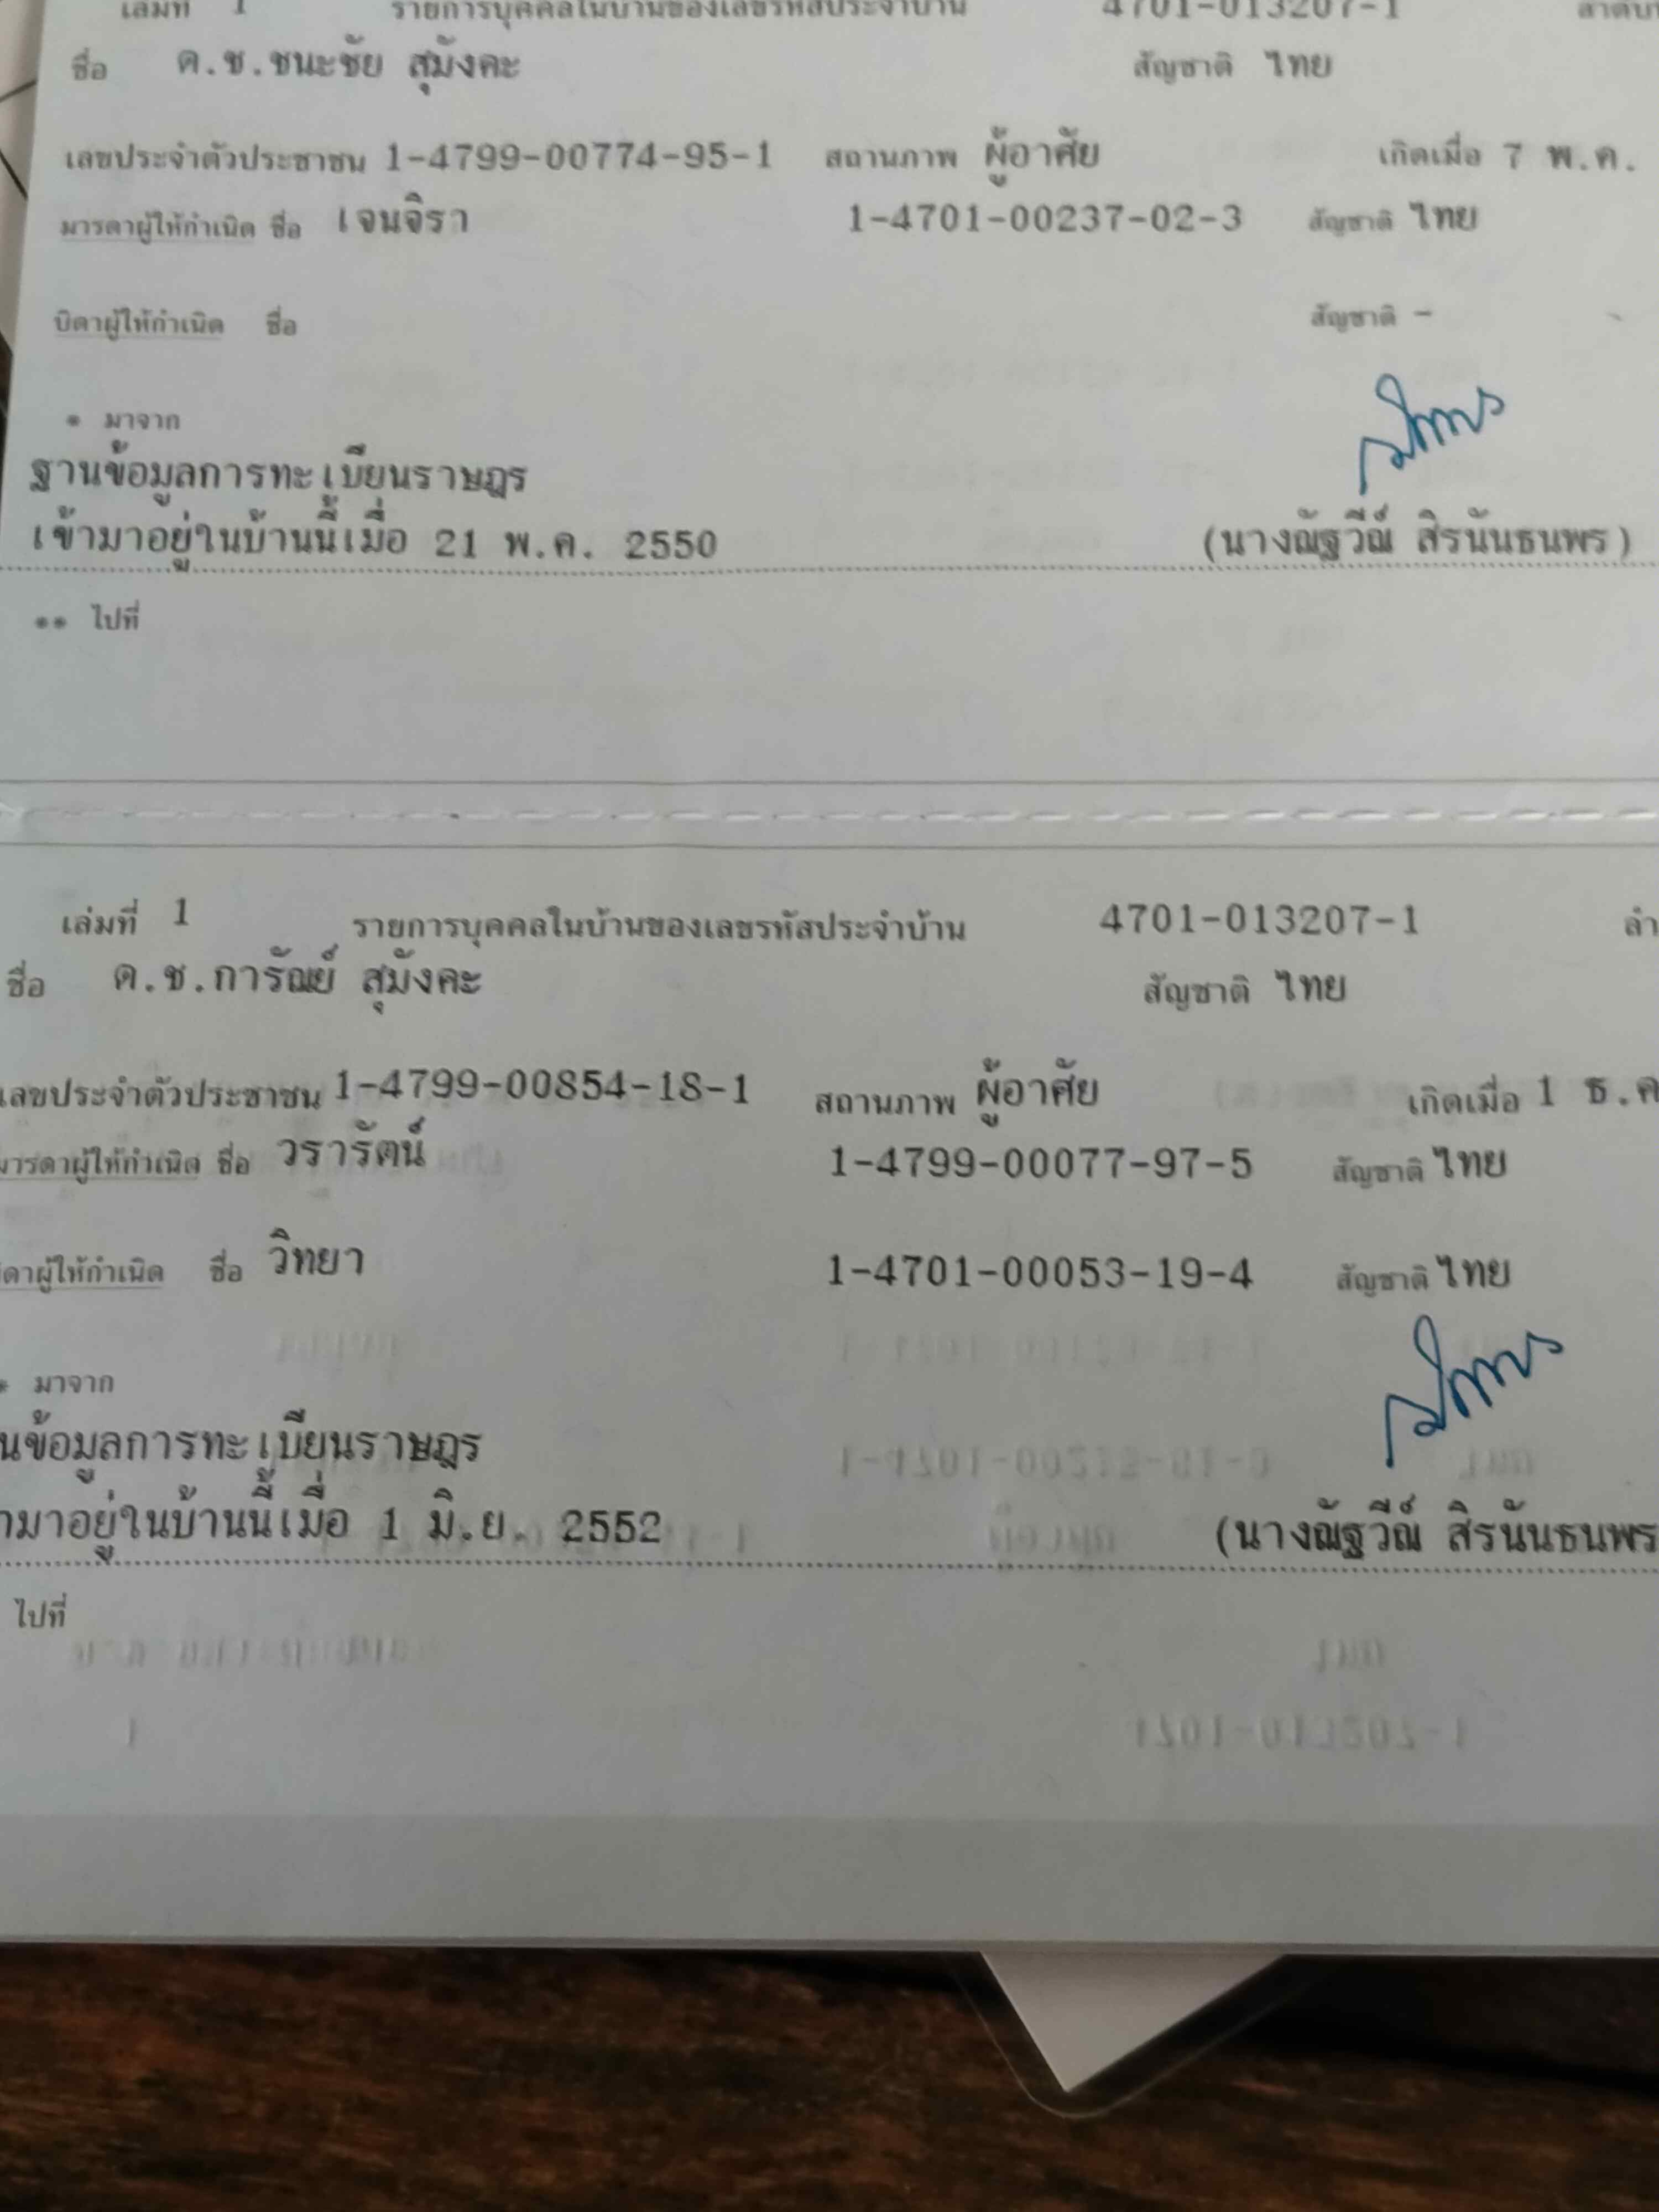 เล่มที่ 1 รายการบุคคลในบ้านของเลขรหัสประจำบ้าน 4701-013207-1
ชื่อ ด.ช.ชนะชัย สุมังคะ สัญชาติ ไทย
เลขประจำตัวประชาชน 1-4799-00774-95-1 สถานภาพ ผู้อาศัย เกิดเมื่อ 7 พ.ค.
มารดาผู้ให้กำเนิด ชื่อ เจนจิรา 1-4701-00237-02-3 สัญชาติ ไทย
บิดาผู้ให้กำเนิด ชื่อ สัญชาติ -
* มาจาก
ฐานข้อมูลการทะเบียนราษฎร
เข้ามาอยู่ในบ้านนี้เมื่อ 21 พ.ค. 2550 (นางณัฐวีณ์ สิรนันธนพร)
** ไปที่
เล่มที่ 1 รายการบุคคลในบ้านของเลขรหัสประจำบ้าน 4701-013207-1 ลำ
ชื่อ ด.ช.การัณย์ สุมังคะ สัญชาติ ไทย
เลขประจำตัวประชาชน 1-4799-00854-18-1 สถานภาพ ผู้อาศัย เกิดเมื่อ 1 ธ.ค
มารดาผู้ให้กำเนิด ชื่อ วรารัตน์ 1-4799-00077-97-5 สัญชาติ ไทย
ดาผู้ให้กำเนิด ชื่อ วิทยา 1-4701-00053-19-4 สัญชาติ ไทย
* มาจาก
นข้อมูลการทะเบียนราษฎร
ามาอยู่ในบ้านนี้เมื่อ 1 มิ.ย. 2552 (นางณัฐวีณ์ สิรนันธนพร
ไปที่